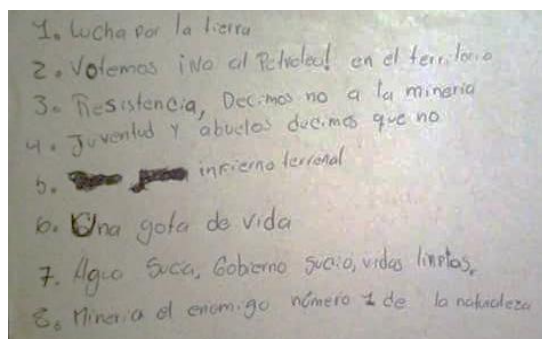 1. Lucha por la tierra
2. Votemos ¡No al Petroleo! en el territorio
3. Resistencia, Decimos no a la mineria
4. Juventud y abuelos decimos que no
5. infierno terrenal
6. Una gota de vida
7. Agua Sucia, Gobierno sucio, vidas limpias.
8. Mineria el enemigo número 1 de la naturaleza